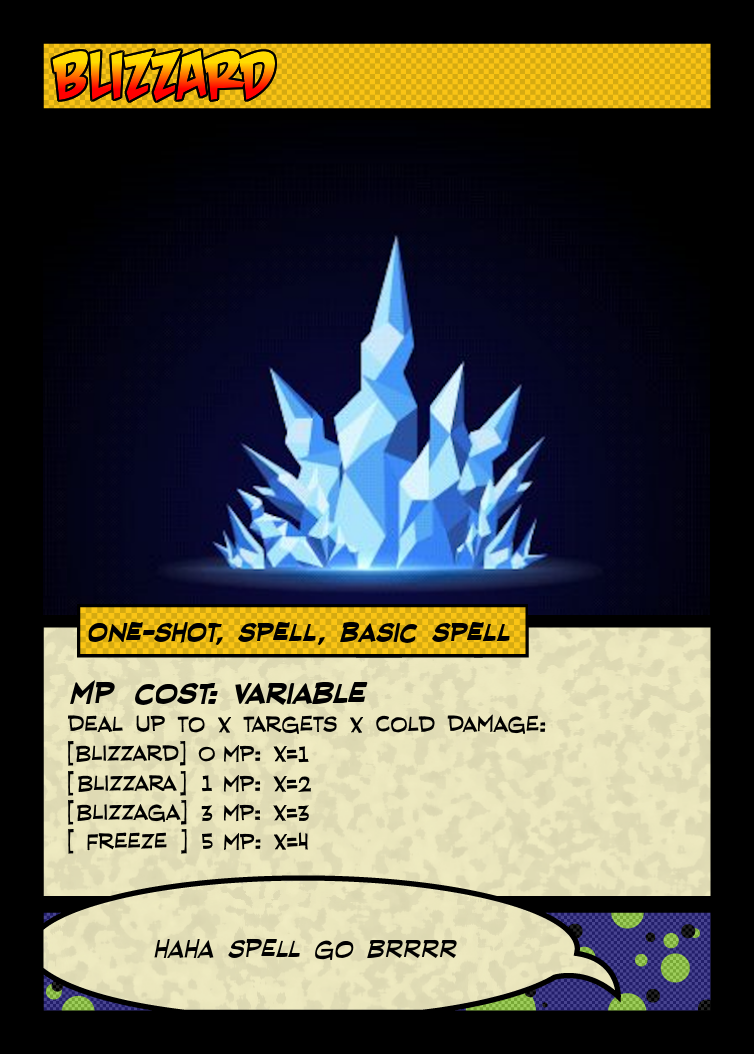 BLIZZARD
ONE-SHOT, SPELL, BASIC SPELL
MP COST: VARIABLE
DEAL UP TO X TARGETS X COLD DAMAGE:
[BLIZZARD] 0 MP: X=1
[BLIZZARA] 1 MP: X=2
[BLIZZAGA] 3 MP: X=3
[ FREEZE ] 5 MP: X=4
HAHA SPELL GO BRRRR